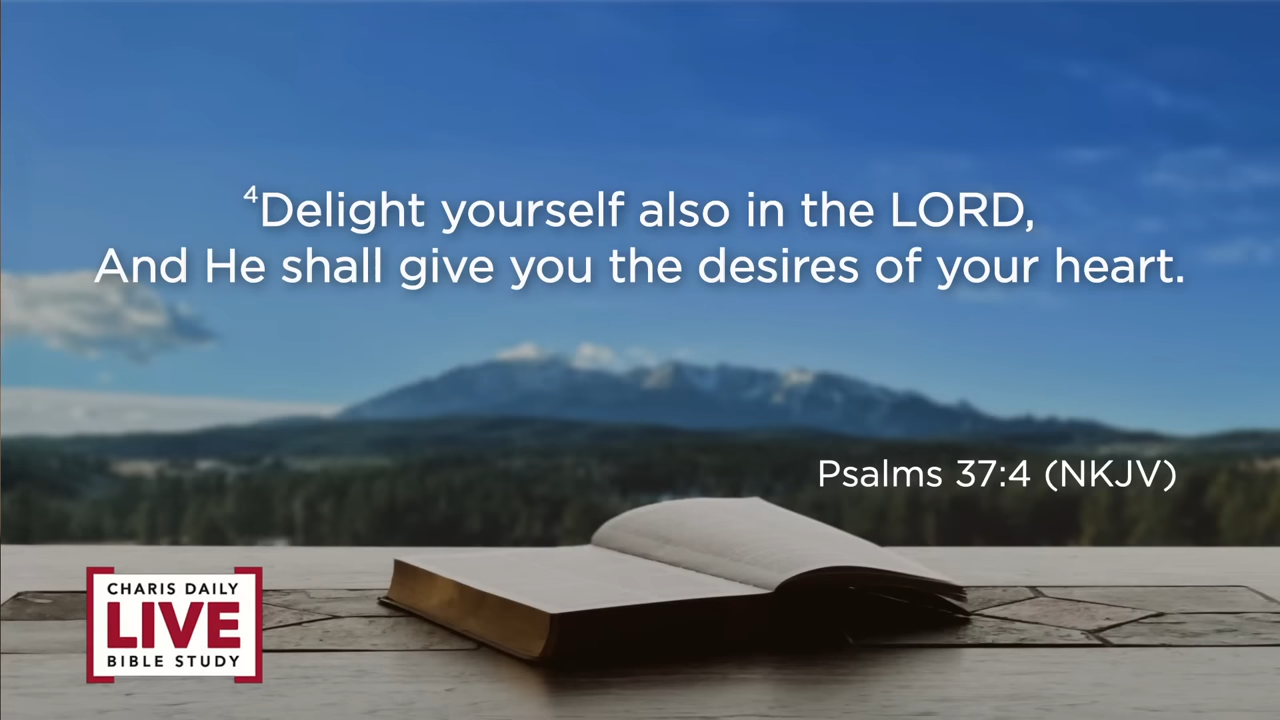 4Delight yourself also in the LORD,
And He shall give you the desires of your heart.
Psalms 37:4 (NKJV)
CHARIS DAILY
LIVE
BIBLE STUDY